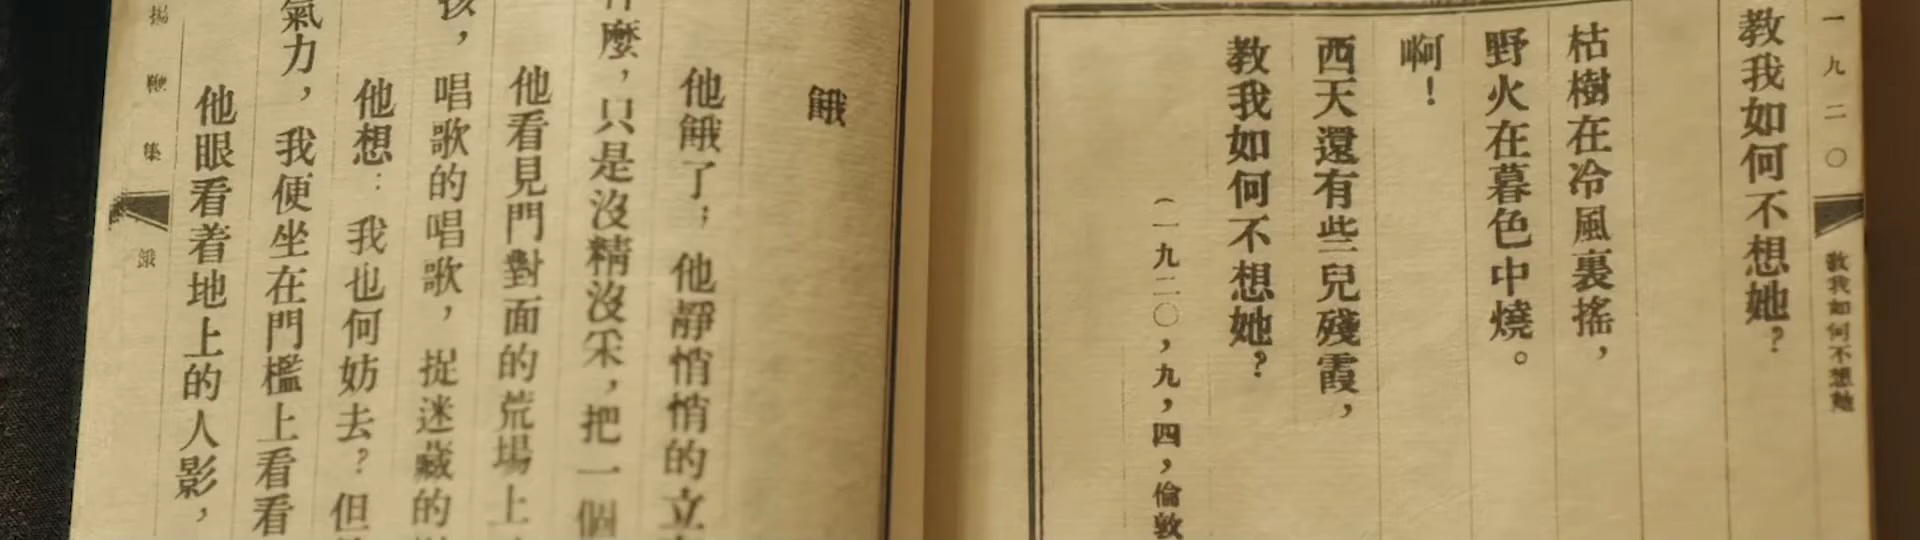 一九二〇
教我如何不想她
教我如何不想她？
枯樹在冷風裏搖，
野火在暮色中燒。
啊！
西天還有些兒殘霞，
教我如何不想她？
（一九二〇，九，四，倫敦
餓
他餓了；他靜悄悄的立
麼，只是沒精沒采，把一個
他看見門對面的荒場上
，唱歌的唱歌，捉迷藏的
他想：我也何妨去？但
氣力，我便坐在門檻上看看
他眼看着地上的人影，
揚鞭集
餓